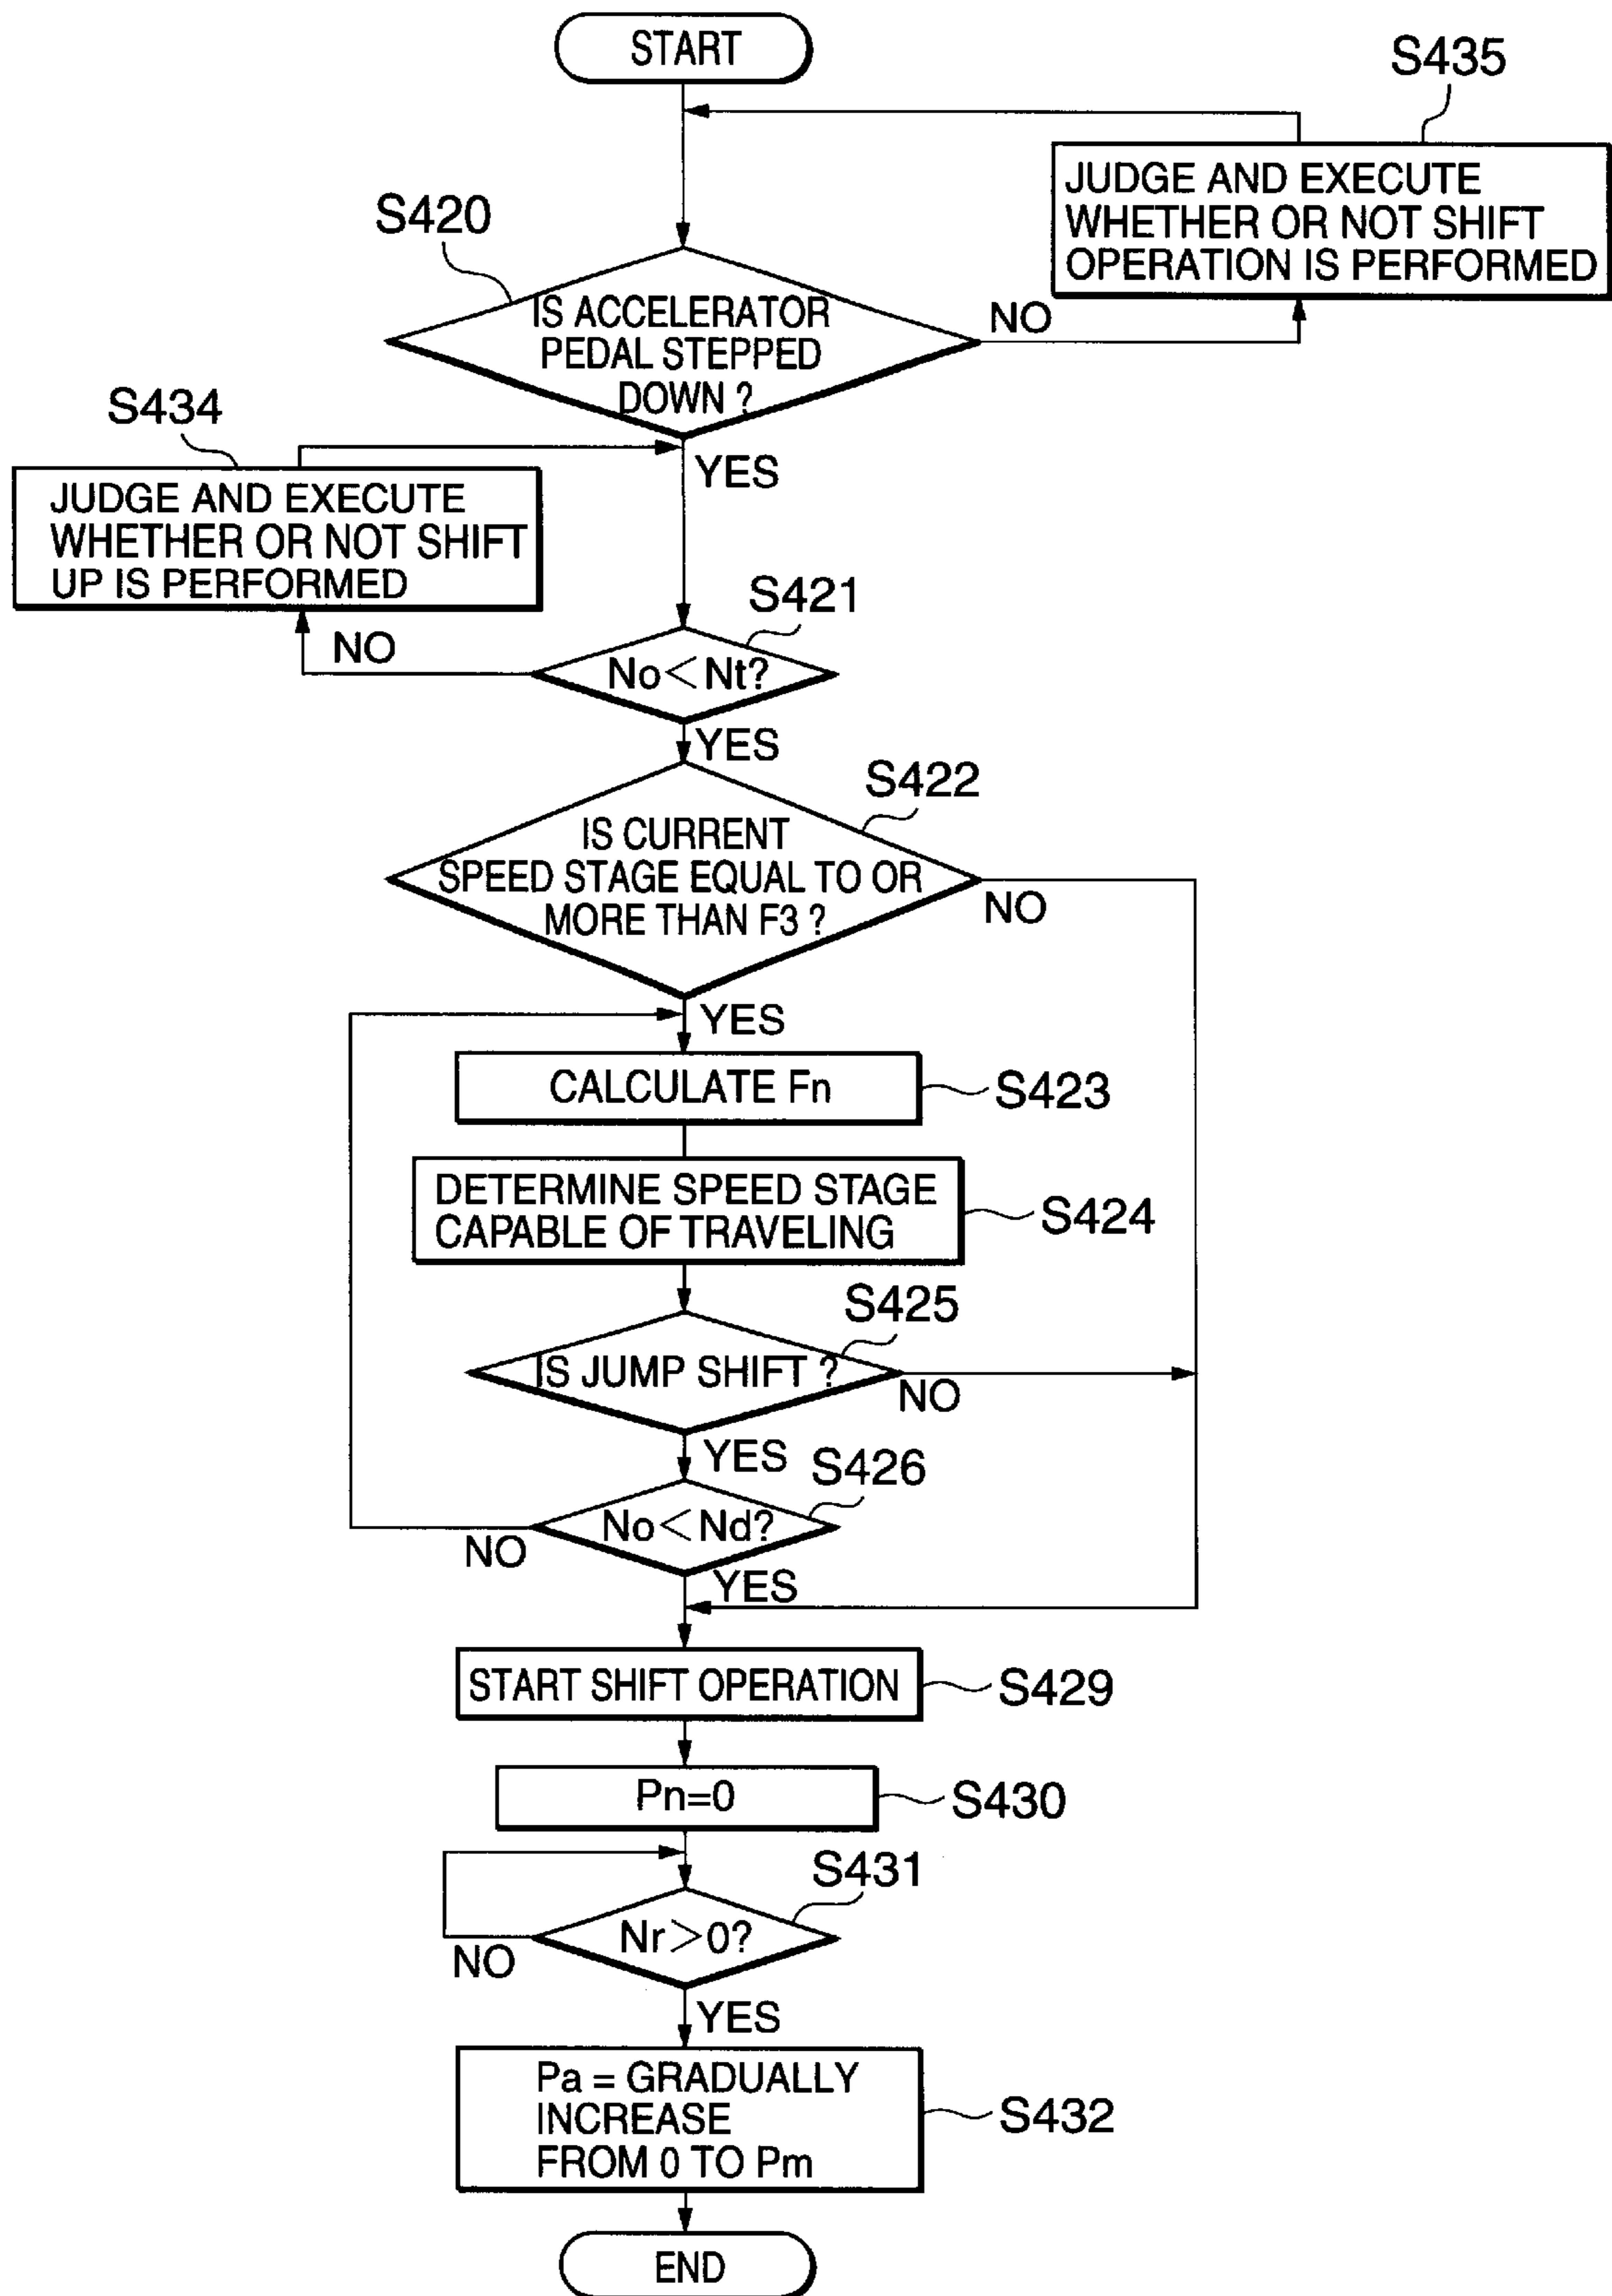 START
S435
JUDGE AND EXECUTE
WHETHER OR NOT SHIFT
OPERATION IS PERFORMED
S420
IS ACCELERATOR
PEDAL STEPPED
DOWN ?
NO
S434
YES
JUDGE AND EXECUTE
WHETHER OR NOT SHIFT
UP IS PERFORMED
S421
NO
No<Nt?
YES
S422
IS CURRENT
SPEED STAGE EQUAL TO OR
MORE THAN F3 ?
NO
YES
CALCULATE Fn
S423
DETERMINE SPEED STAGE
CAPABLE OF TRAVELING
S424
S425
IS JUMP SHIFT ?
NO
YES
S426
No<Nd?
NO
YES
START SHIFT OPERATION
S429
Pn=0
S430
S431
Nr>0?
NO
YES
Pa = GRADUALLY
INCREASE
FROM 0 TO Pm
S432
END